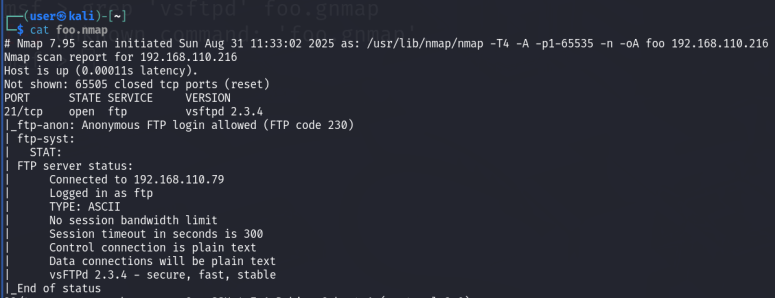 msf > grep 'vsftpd' foo.gnmap
(user㉿kali)-[~]
$ cat foo.nmap
# Nmap 7.95 scan initiated Sun Aug 31 11:33:02 2025 as: /usr/lib/nmap/nmap -T4 -A -p1-65535 -n -oA foo 192.168.110.216
Nmap scan report for 192.168.110.216
Host is up (0.00011s latency).
Not shown: 65505 closed tcp ports (reset)
PORT      STATE SERVICE     VERSION
21/tcp    open  ftp         vsftpd 2.3.4
|_ftp-anon: Anonymous FTP login allowed (FTP code 230)
| ftp-syst:
|   STAT:
| FTP server status:
|      Connected to 192.168.110.79
|      Logged in as ftp
|      TYPE: ASCII
|      No session bandwidth limit
|      Session timeout in seconds is 300
|      Control connection is plain text
|      Data connections will be plain text
|      vsFTPd 2.3.4 - secure, fast, stable
|_End of status